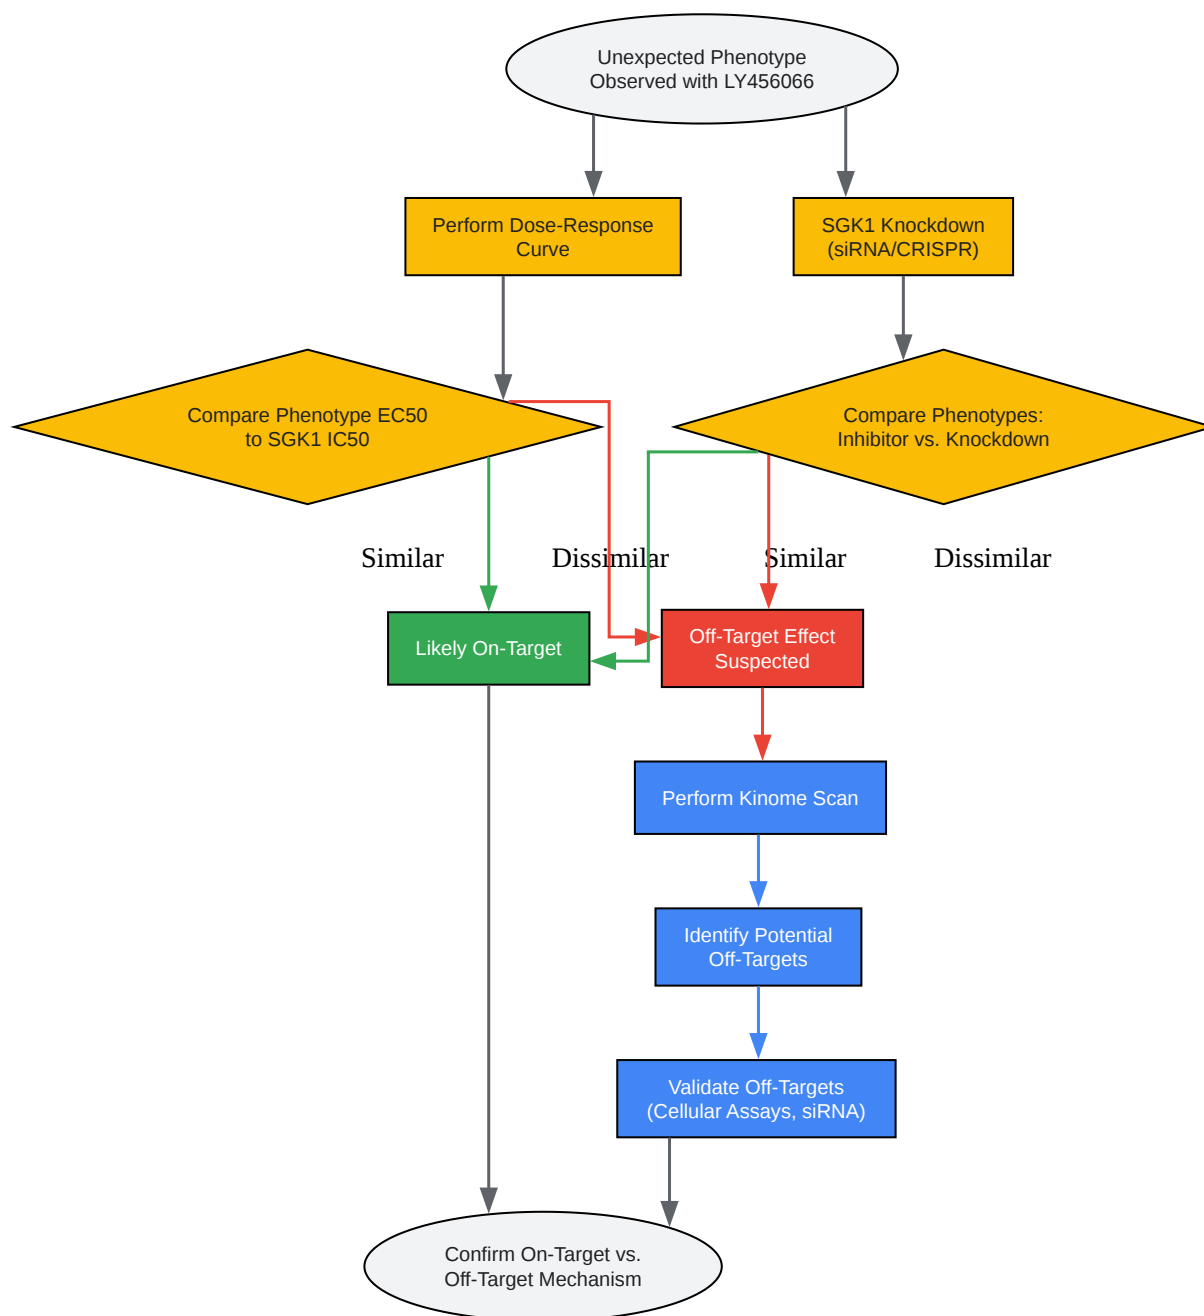 Unexpected Phenotype
Observed with LY456066
Perform Dose-Response
Curve
SGK1 Knockdown
(siRNA/CRISPR)
Compare Phenotype EC50
to SGK1 IC50
Compare Phenotypes:
Inhibitor vs. Knockdown
Similar
Dissimilar
Similar
Dissimilar
Likely On-Target
Off-Target Effect
Suspected
Perform Kinome Scan
Identify Potential
Off-Targets
Validate Off-Targets
(Cellular Assays, siRNA)
Confirm On-Target vs.
Off-Target Mechanism